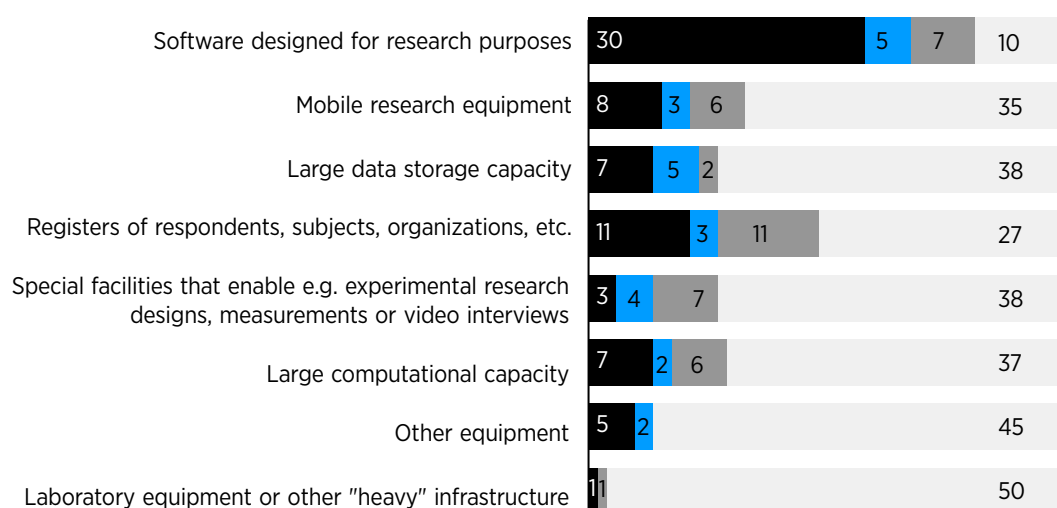 Software designed for research purposes 30 5 7 10
Mobile research equipment 8 3 6 35
Large data storage capacity 7 5 2 38
Registers of respondents, subjects, organizations, etc. 11 3 11 27
Special facilities that enable e.g. experimental research
designs, measurements or video interviews 3 4 7 38
Large computational capacity 7 2 6 37
Other equipment 5 2 45
Laboratory equipment or other "heavy" infrastructure 1 1 50